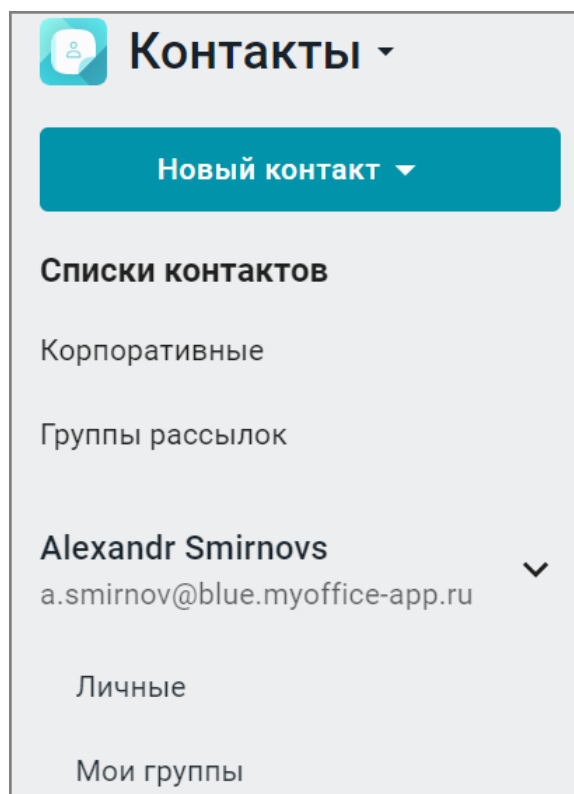 Контакты
Новый контакт
Списки контактов
Корпоративные
Группы рассылок
Alexandr Smirnovs
a.smirnov@blue.myoffice-app.ru
Личные
Мои группы